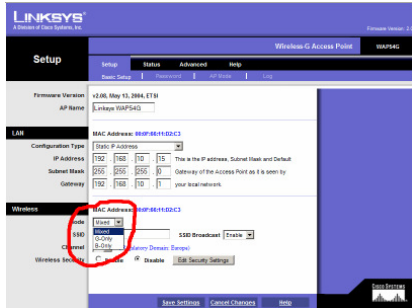 LINKSYS®
A Division of Cisco Systems, Inc.
Firmware Version: 2.
Wireless-G Access Point WAP54G
Setup
Setup Status Advanced Help
Basic Setup Password AP Mode Log
Firmware Version v2.08, May 13, 2004, ETSI
AP Name Linksys WAP54G
LAN MAC Address:
Configuration Type Static IP Address
IP Address 192 . 168 . 10 . 15 This is the IP address, Subnet Mask and Default
Subnet Mask 255 . 255 . 255 . 0 Gateway of the Access Point as it is seen by
Gateway 192 . 168 . 10 . 1 your local network.
Wireless MAC Address:
Mode Mixed
Mixed
G-Only
B-Only
SSID SSID Broadcast Enable
Channel Domain: Europe)
Wireless Security Enable Disable Edit Security Settings
Save Settings Cancel Changes Help
CISCO SYSTEMS